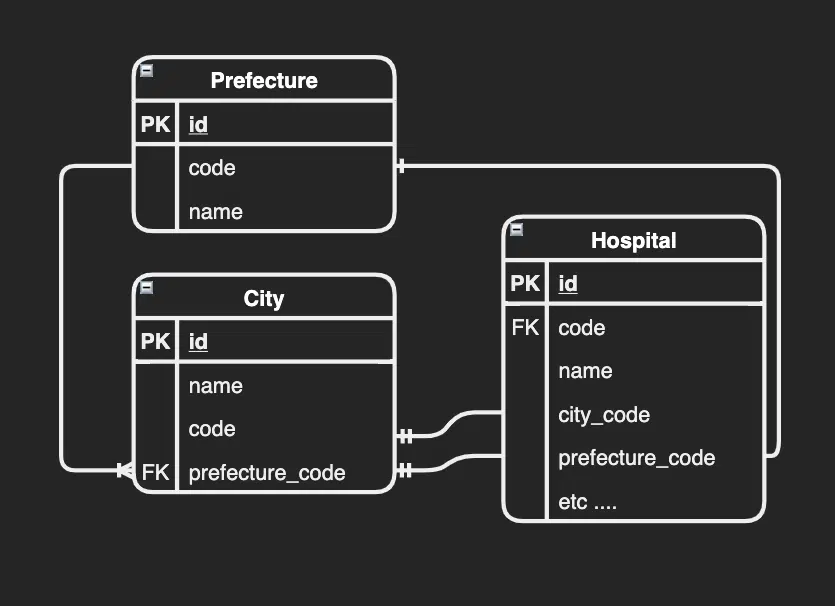 Prefecture
PK id
code
name
City
PK id
name
code
FK prefecture_code
Hospital
PK id
FK code
name
city_code
prefecture_code
etc ....